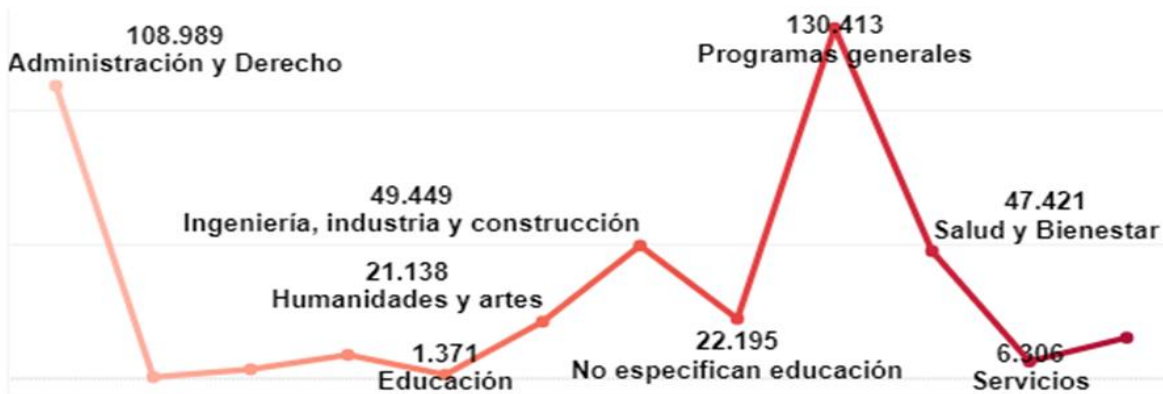 108.989
Administración y Derecho
130.413
Programas generales
49.449
Ingeniería, industria y construcción
47.421
Salud y Bienestar
21.138
Humanidades y artes
1.371
Educación
22.195
No especifican educación
6.306
Servicios